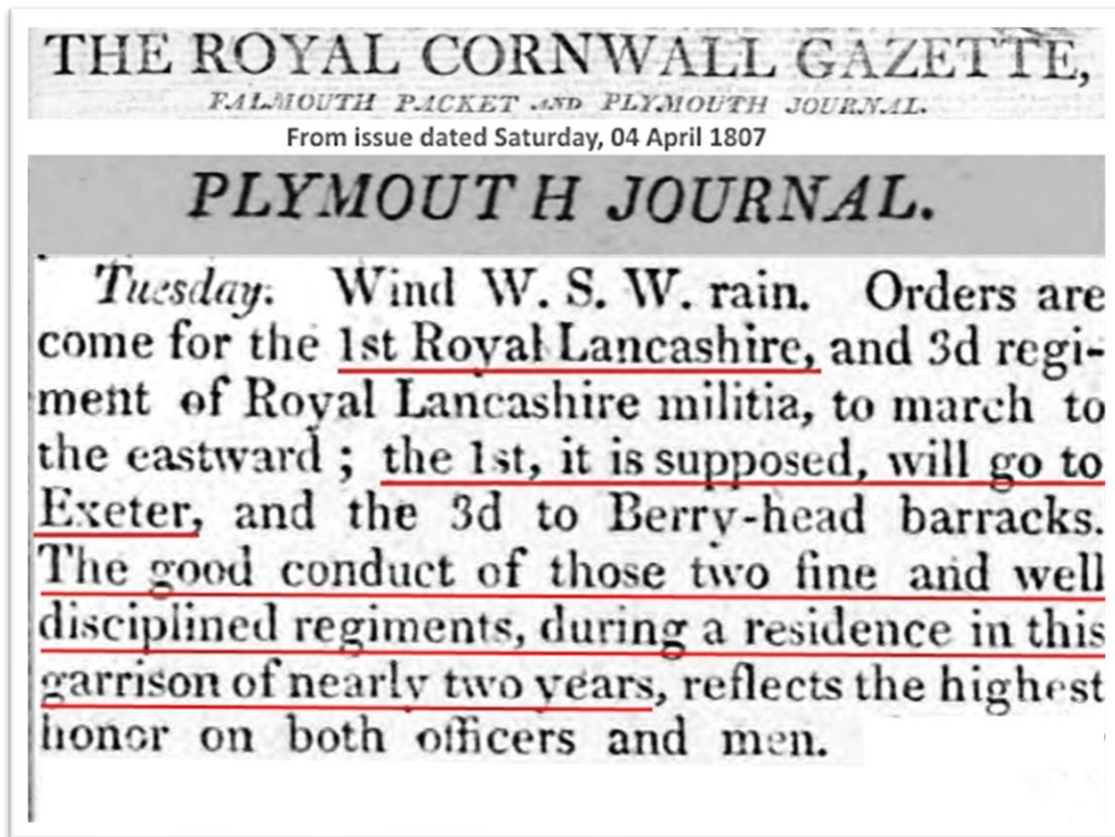 THE ROYAL CORNWALL GAZETTE,
FALMOUTH PACKET AND PLYMOUTH JOURNAL.
From issue dated Saturday, 04 April 1807
PLYMOUTH JOURNAL.
Tuesday. Wind W. S. W. rain. Orders are
come for the 1st Royal Lancashire, and 3d regi-
ment of Royal Lancashire militia, to march to
the eastward ; the 1st, it is supposed, will go to
Exeter, and the 3d to Berry-head barracks.
The good conduct of those two fine and well
disciplined regiments, during a residence in this
garrison of nearly two years, reflects the highest
honor on both officers and men.